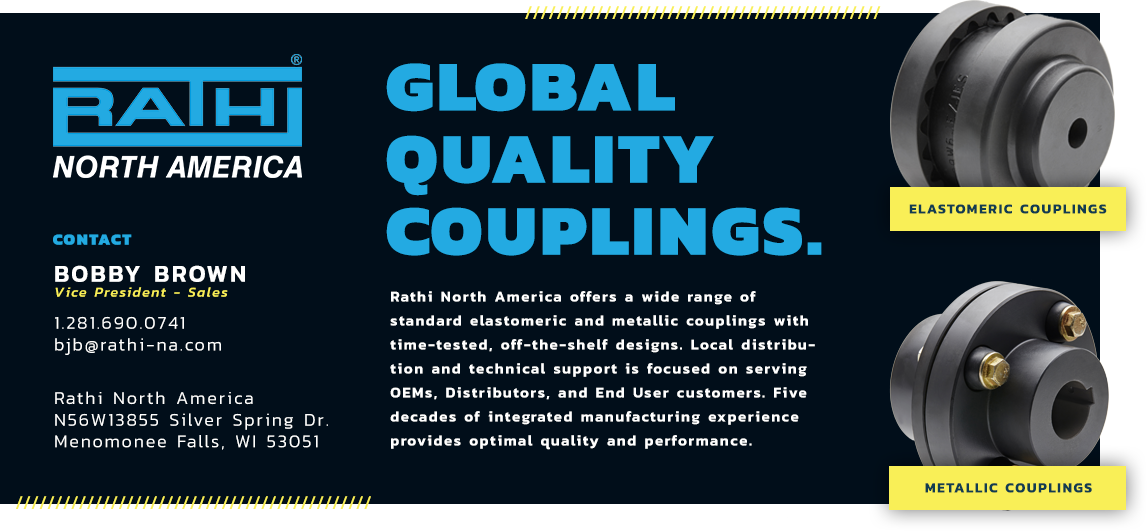 RATHI®
NORTH AMERICA
CONTACT
BOBBY BROWN
Vice President - Sales
1.281.690.0741
bjb@rathi-na.com
Rathi North America
N56W13855 Silver Spring Dr.
Menomonee Falls, WI 53051
GLOBAL
QUALITY
COUPLINGS.
Rathi North America offers a wide range of
standard elastomeric and metallic couplings with
time-tested, off-the-shelf designs. Local distribu-
tion and technical support is focused on serving
OEMs, Distributors, and End User customers. Five
decades of integrated manufacturing experience
provides optimal quality and performance.
ELASTOMERIC COUPLINGS
METALLIC COUPLINGS